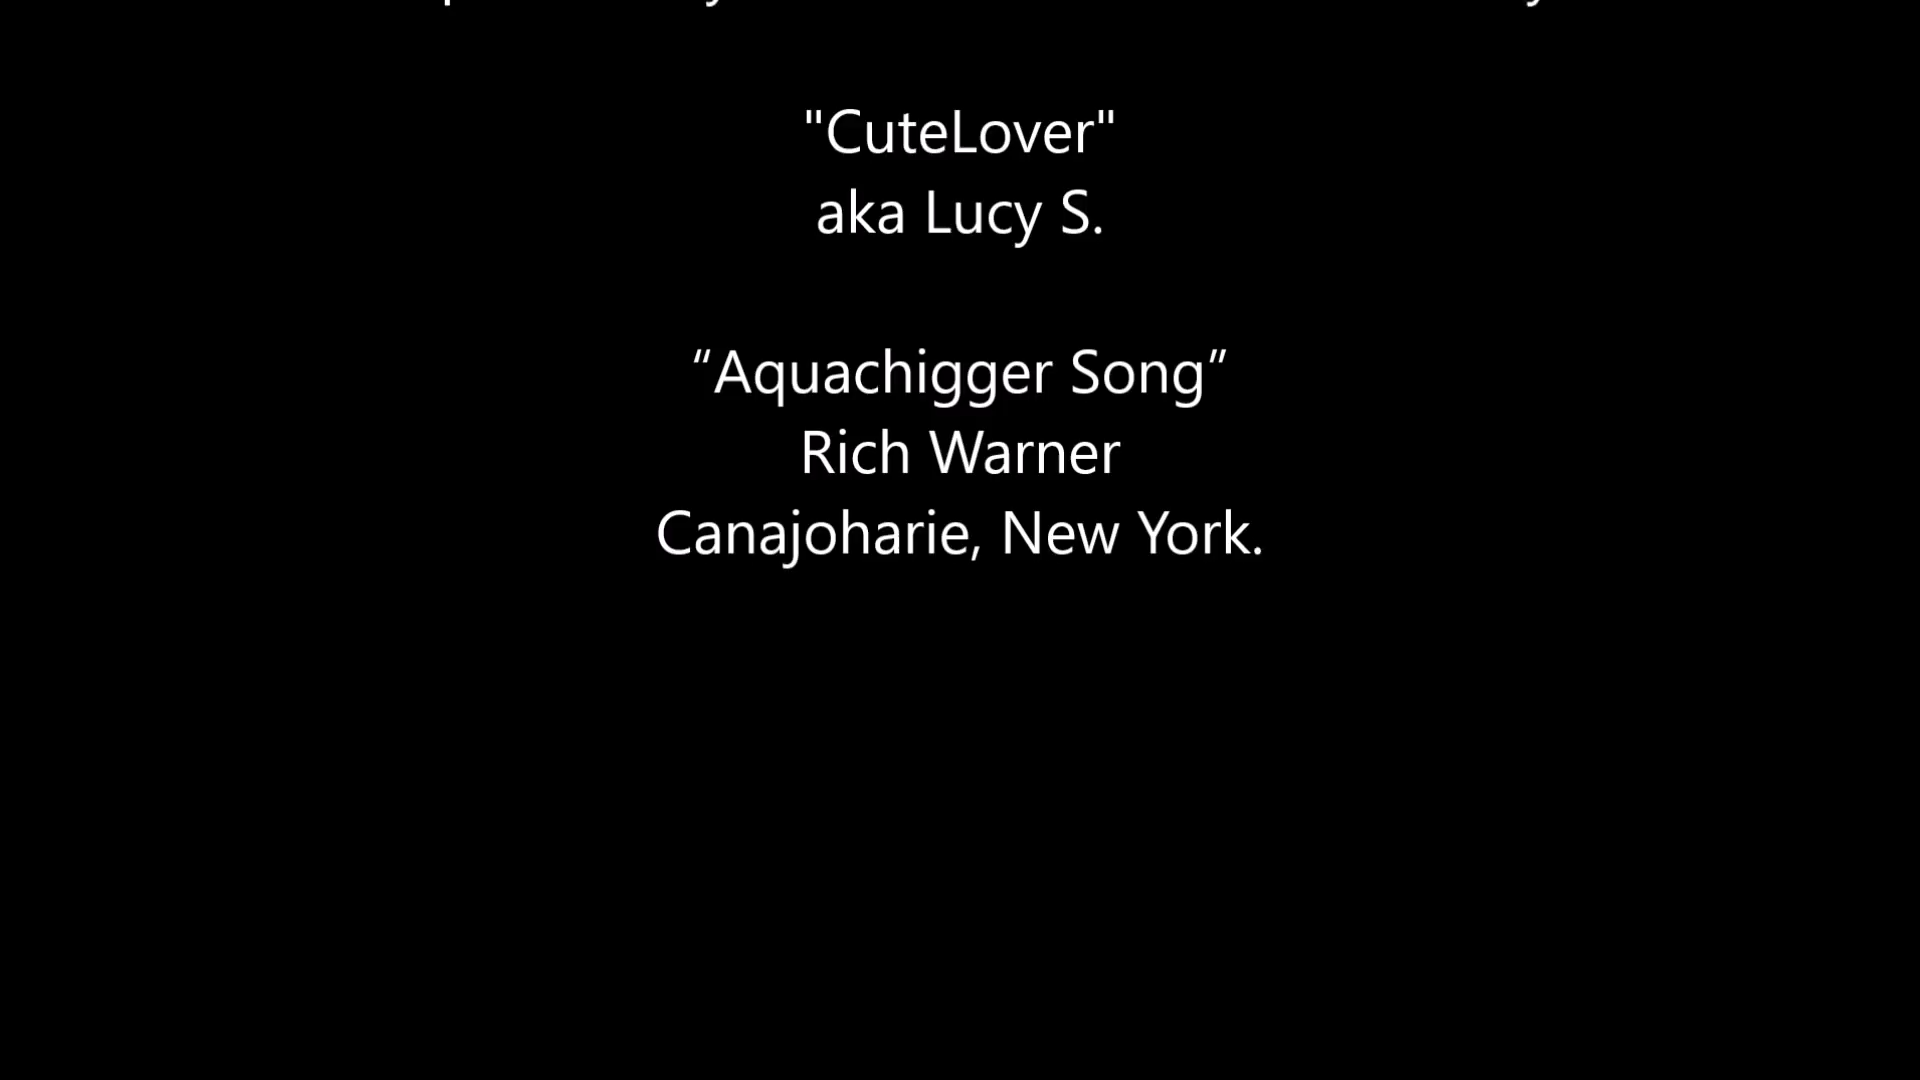 "CuteLover"
aka Lucy S.
“Aquachigger Song”
Rich Warner
Canajoharie, New York.